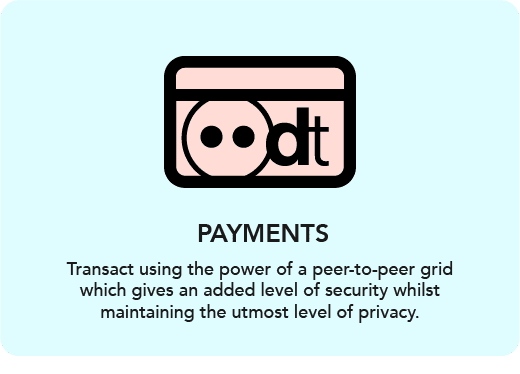 dt
PAYMENTS
Transact using the power of a peer-to-peer grid
which gives an added level of security whilst
maintaining the utmost level of privacy.